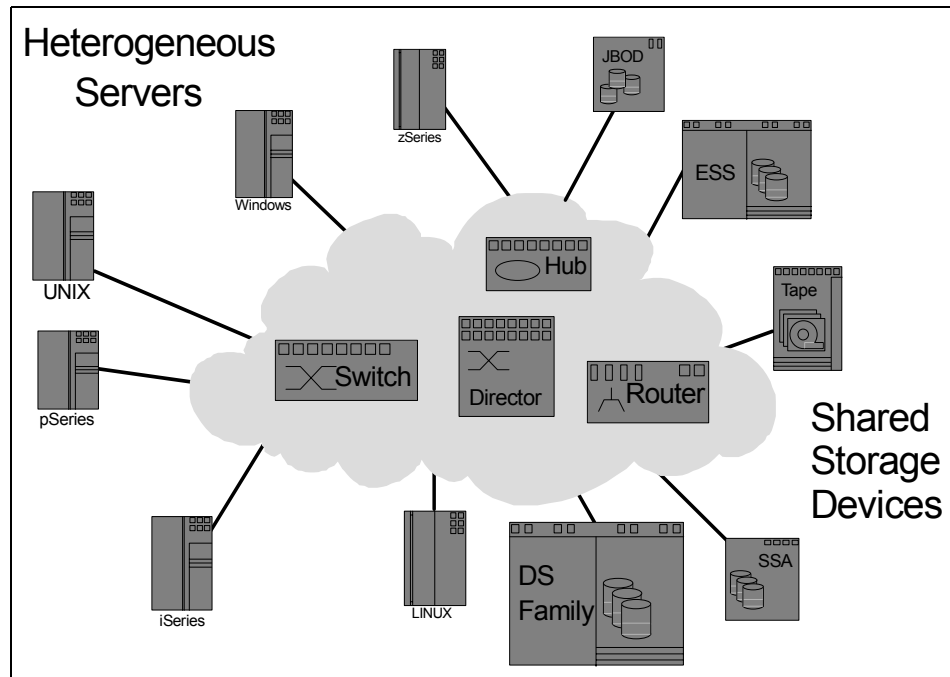 Heterogeneous
Servers
zSeries
JBOD
ESS
Windows
UNIX
Hub
Tape
pSeries
Switch
Director
Router
Shared
Storage
Devices
iSeries
LINUX
DS
Family
SSA